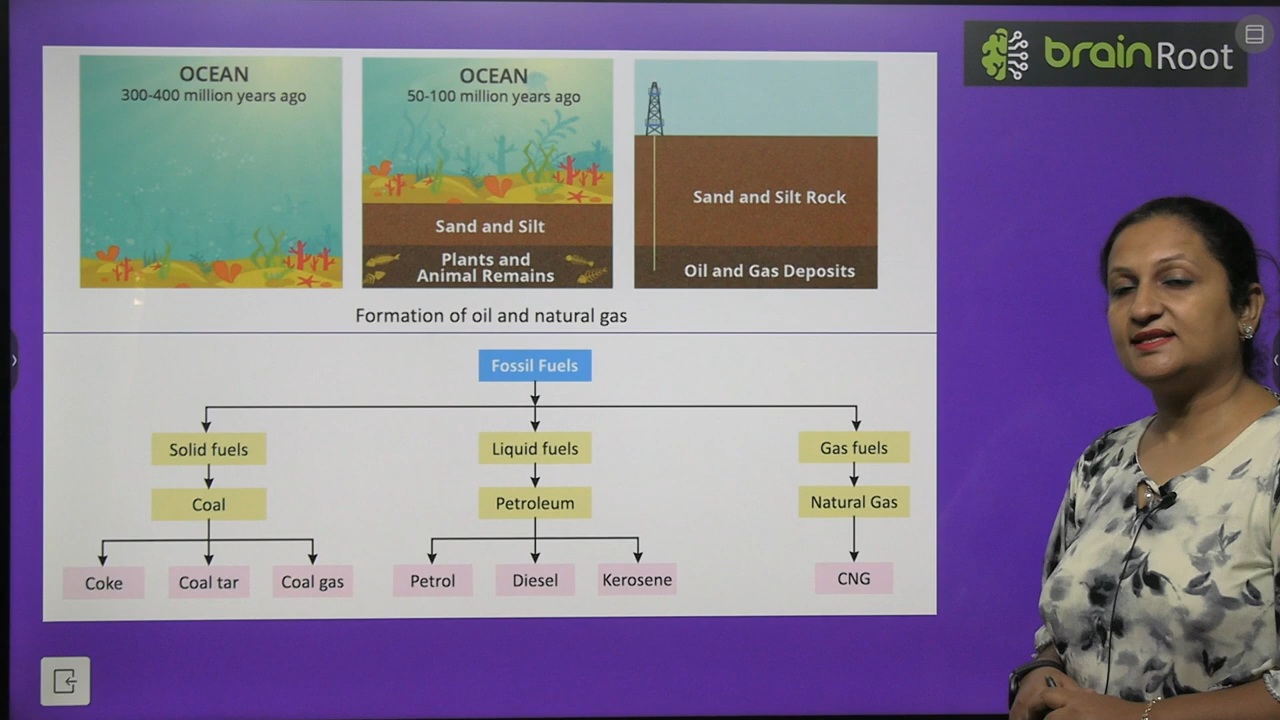 brainRoot
OCEAN
300-400 million years ago
OCEAN
50-100 million years ago
Sand and Silt
Plants and
Animal Remains
Sand and Silt Rock
Oil and Gas Deposits
Formation of oil and natural gas
Fossil Fuels
Solid fuels
Liquid fuels
Gas fuels
Coal
Petroleum
Natural Gas
Coke
Coal tar
Coal gas
Petrol
Diesel
Kerosene
CNG